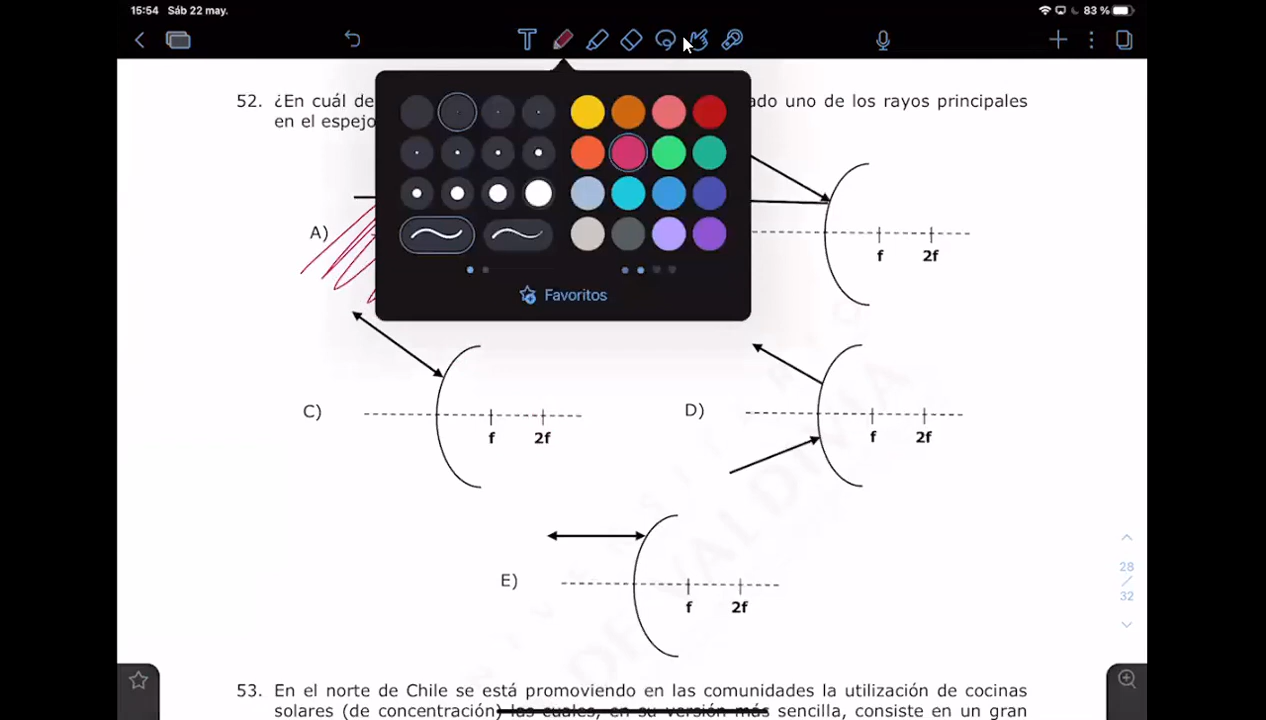 15:54 Sáb 22 may.
83 %
T
52. ¿En cuál de
ado uno de los rayos principales
en el espejo
A)
f 2f
C)
f 2f
D)
f 2f
E)
f 2f
Favoritos
28
/
32
53. En el norte de Chile se está promoviendo en las comunidades la utilización de cocinas
solares (de concentración) las cuales, en su versión más sencilla, consiste en un gran